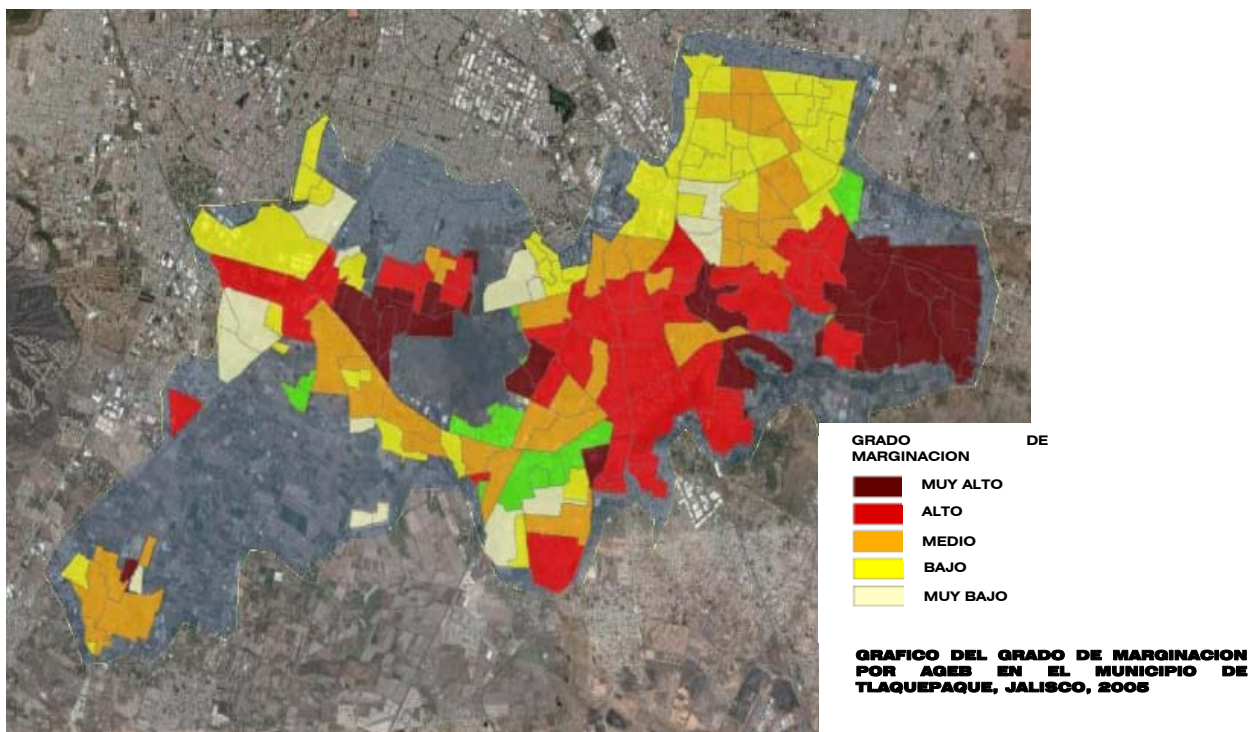 GRADO DE
MARGINACION
MUY ALTO
ALTO
MEDIO
BAJO
MUY BAJO
GRAFICO DEL GRADO DE MARGINACION
POR AGEB EN EL MUNICIPIO DE
TLAQUEPAQUE, JALISCO, 2005